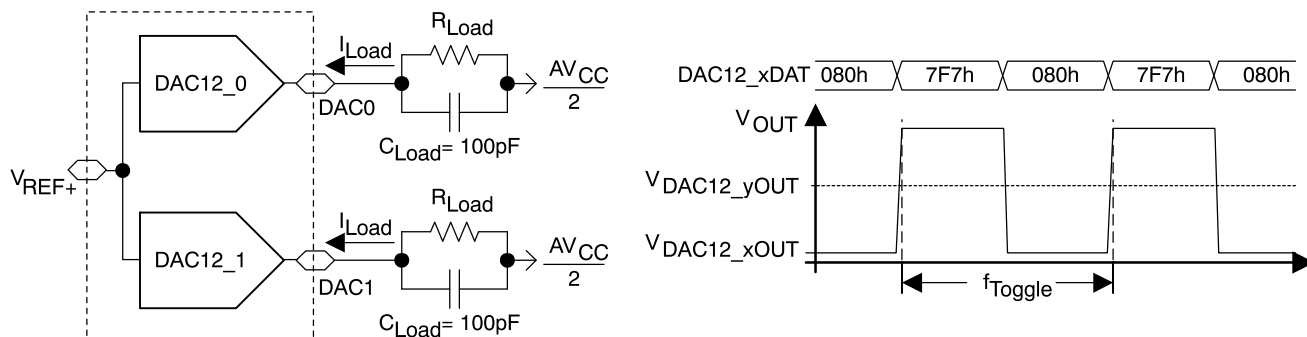 R_Load
I_Load
DAC12_0
DAC0
AV_CC
2
C_Load = 100pF
V_REF+
R_Load
I_Load
DAC12_1
DAC1
AV_CC
2
C_Load = 100pF
DAC12_xDAT 080h 7F7h 080h 7F7h 080h
V_OUT
V_DAC12_yOUT
V_DAC12_xOUT
f_Toggle